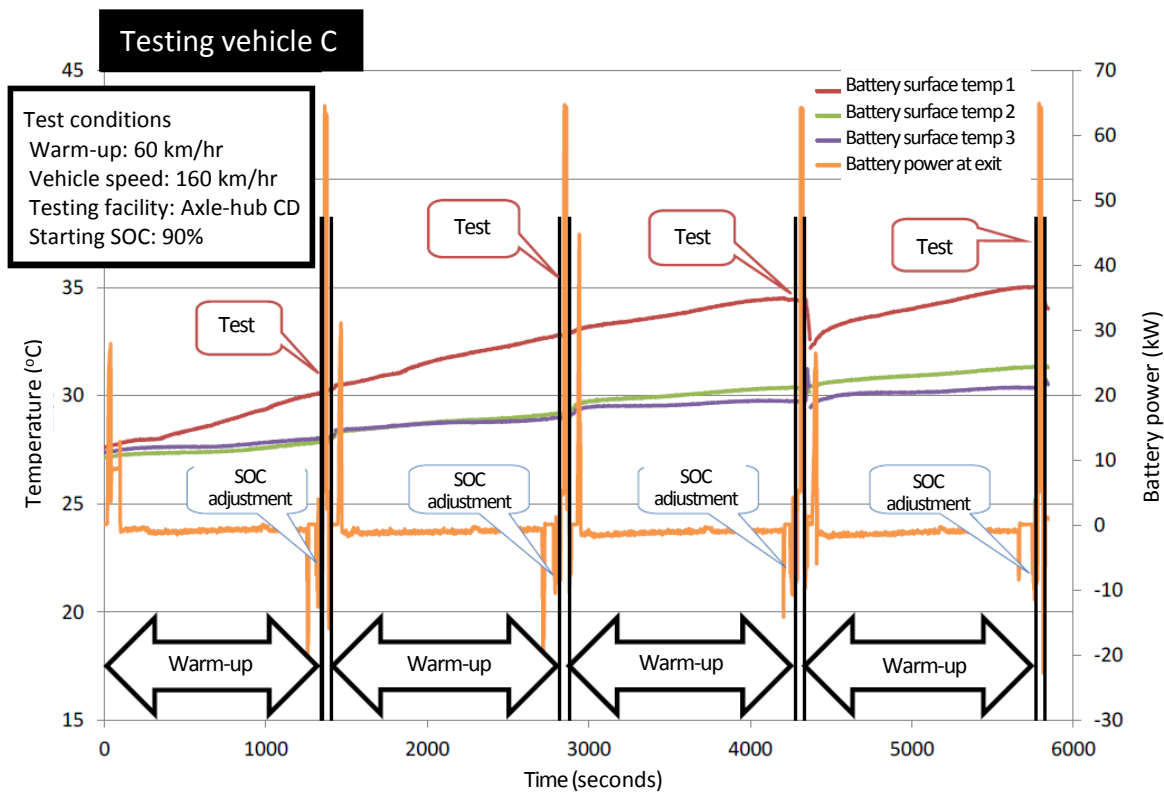 Testing vehicle C
Test conditions
Warm-up: 60 km/hr
Vehicle speed: 160 km/hr
Testing facility: Axle-hub CD
Starting SOC: 90%
Battery surface temp 1
Battery surface temp 2
Battery surface temp 3
Battery power at exit
45
35
30
25
20
15
Temperature (°C)
70
60
50
40
30
20
10
0
-10
-20
-30
Battery power (kW)
Test
Test
Test
Test
SOC
adjustment
SOC
adjustment
SOC
adjustment
SOC
adjustment
Warm-up
Warm-up
Warm-up
Warm-up
0
1000
2000
3000
4000
5000
6000
Time (seconds)